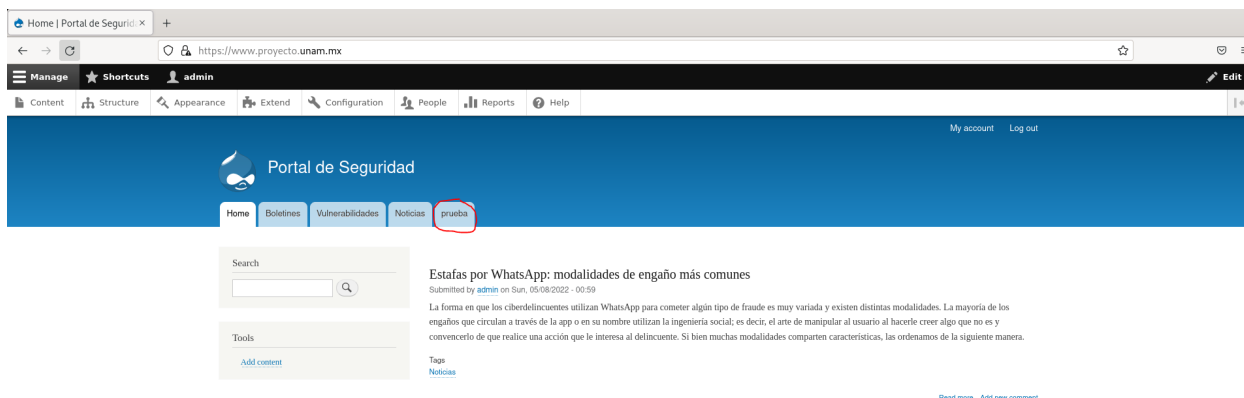 Home | Portal de Segurida
https://www.proyecto.unam.mx
Manage Shortcuts admin Edit
Content Structure Appearance Extend Configuration People Reports Help
My account Log out
Portal de Seguridad
Home Boletines Vulnerabilidades Noticias prueba
Search
Estafas por WhatsApp: modalidades de engaño más comunes
Submitted by admin on Sun, 05/08/2022 - 00:59
La forma en que los ciberdelincuentes utilizan WhatsApp para cometer algún tipo de fraude es muy variada y existen distintas modalidades. La mayoría de los
engaños que circulan a través de la app o en su nombre utilizan la ingeniería social; es decir, el arte de manipular al usuario al hacerle creer algo que no es y
convencerlo de que realice una acción que le interesa al delincuente. Si bien muchas modalidades comparten características, las ordenamos de la siguiente manera.
Tools
Add content
Tags
Noticias
Read more Add new comment